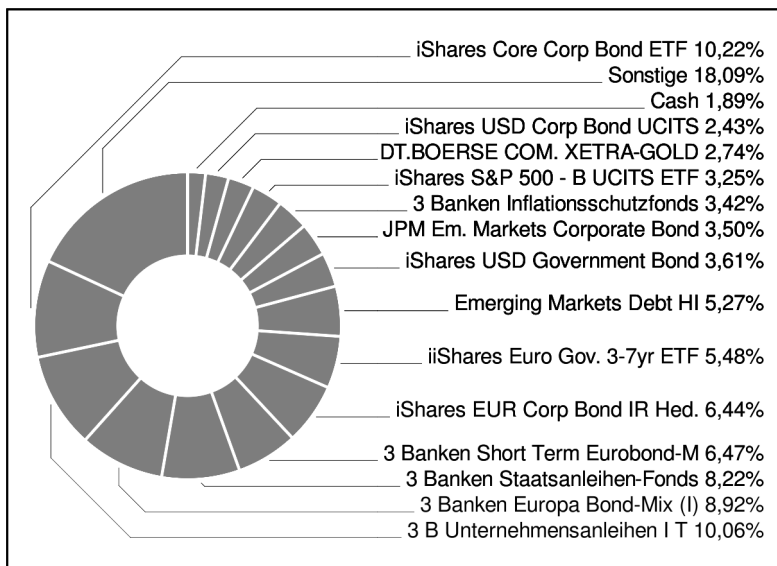 iShares Core Corp Bond ETF 10,22%
Sonstige 18,09%
Cash 1,89%
iShares USD Corp Bond UCITS 2,43%
DT.BOERSE COM. XETRA-GOLD 2,74%
iShares S&P 500 - B UCITS ETF 3,25%
3 Banken Inflationsschutzfonds 3,42%
JPM Em. Markets Corporate Bond 3,50%
iShares USD Government Bond 3,61%
Emerging Markets Debt HI 5,27%
iiShares Euro Gov. 3-7yr ETF 5,48%
iShares EUR Corp Bond IR Hed. 6,44%
3 Banken Short Term Eurobond-M 6,47%
3 Banken Staatsanleihen-Fonds 8,22%
3 Banken Europa Bond-Mix (I) 8,92%
3 B Unternehmensanleihen I T 10,06%